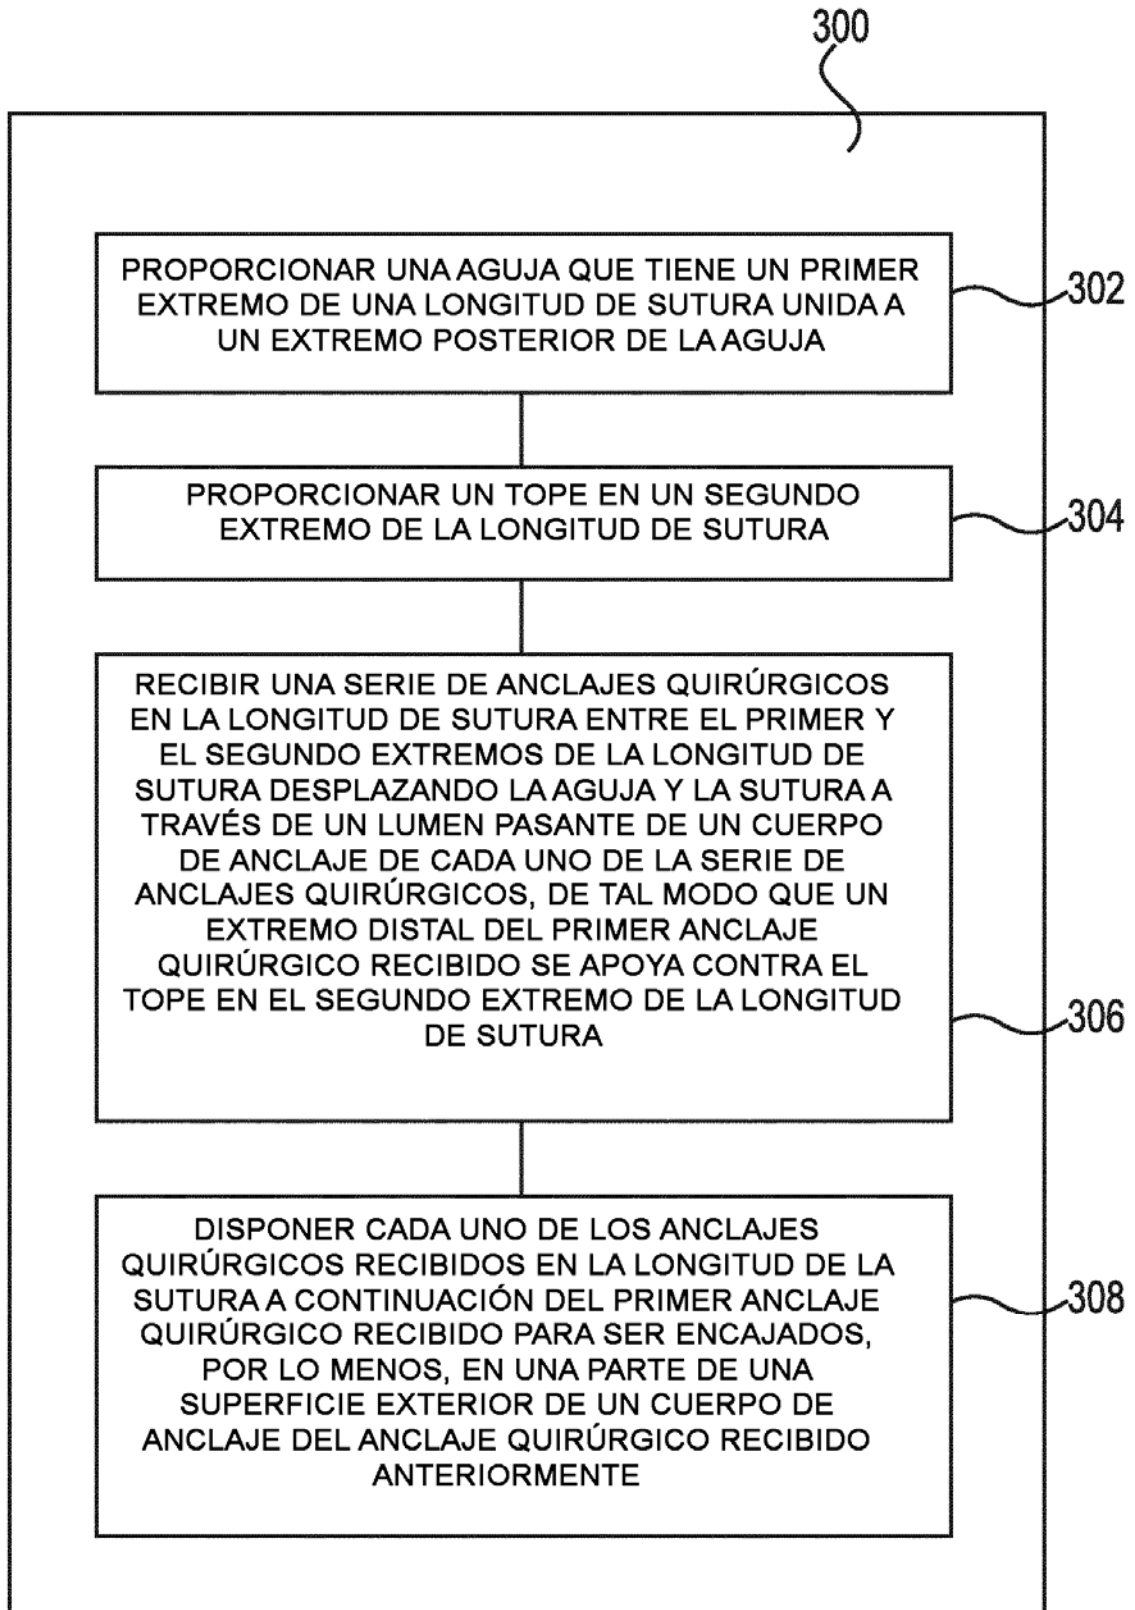 300
PROPORCIONAR UNA AGUJA QUE TIENE UN PRIMER
EXTREMO DE UNA LONGITUD DE SUTURA UNIDA A
UN EXTREMO POSTERIOR DE LA AGUJA
302
PROPORCIONAR UN TOPE EN UN SEGUNDO
EXTREMO DE LA LONGITUD DE SUTURA
304
RECIBIR UNA SERIE DE ANCLAJES QUIRÚRGICOS
EN LA LONGITUD DE SUTURA ENTRE EL PRIMER Y
EL SEGUNDO EXTREMOS DE LA LONGITUD DE
SUTURA DESPLAZANDO LA AGUJA Y LA SUTURA A
TRAVÉS DE UN LUMEN PASANTE DE UN CUERPO
DE ANCLAJE DE CADA UNO DE LA SERIE DE
ANCLAJES QUIRÚRGICOS, DE TAL MODO QUE UN
EXTREMO DISTAL DEL PRIMER ANCLAJE
QUIRÚRGICO RECIBIDO SE APOYA CONTRA EL
TOPE EN EL SEGUNDO EXTREMO DE LA LONGITUD
DE SUTURA
306
DISPONER CADA UNO DE LOS ANCLAJES
QUIRÚRGICOS RECIBIDOS EN LA LONGITUD DE LA
SUTURA A CONTINUACIÓN DEL PRIMER ANCLAJE
QUIRÚRGICO RECIBIDO PARA SER ENCAJADOS,
POR LO MENOS, EN UNA PARTE DE UNA
SUPERFICIE EXTERIOR DE UN CUERPO DE
ANCLAJE DEL ANCLAJE QUIRÚRGICO RECIBIDO
ANTERIORMENTE
308